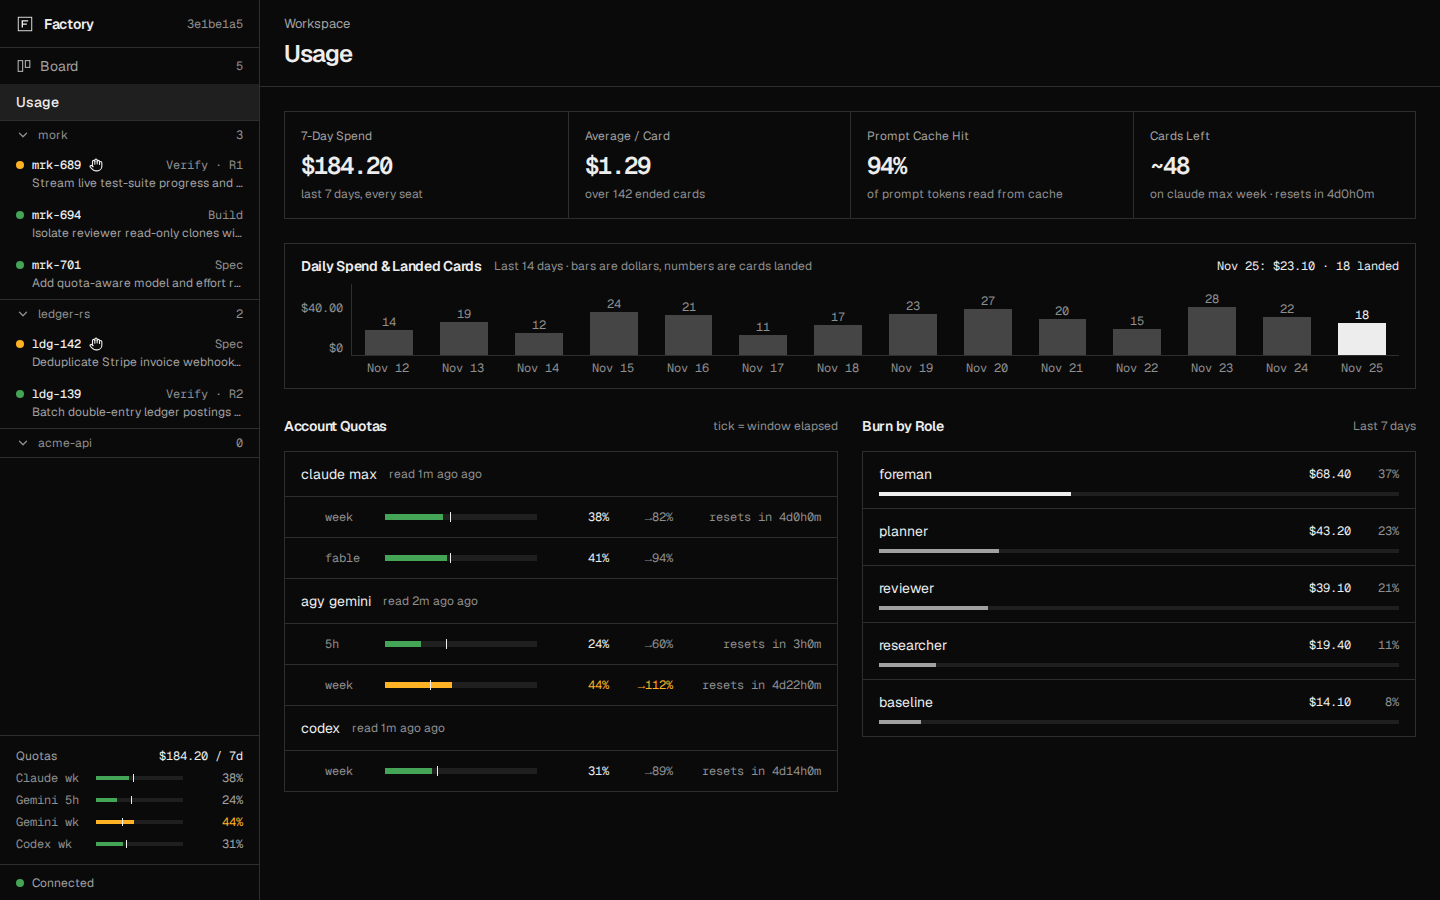 Factory 3e1be1a5
Board 5
Usage
mork 3
mrk-689 Verify · R1
Stream live test-suite progress and ...
mrk-694 Build
Isolate reviewer read-only clones wi...
mrk-701 Spec
Add quota-aware model and effort r...
ledger-rs 2
ldg-142 Spec
Deduplicate Stripe invoice webhook...
ldg-139 Verify · R2
Batch double-entry ledger postings ...
acme-api 0
Quotas $184.20 / 7d
Claude wk 38%
Gemini 5h 24%
Gemini wk 44%
Codex wk 31%
Connected
Workspace
Usage
7-Day Spend
$184.20
last 7 days, every seat
Average / Card
$1.29
over 142 ended cards
Prompt Cache Hit
94%
of prompt tokens read from cache
Cards Left
~48
on claude max week · resets in 4d0h0m
Daily Spend & Landed Cards Last 14 days · bars are dollars, numbers are cards landed Nov 25: $23.10 · 18 landed
$40.00
$0
14 19 12 24 21 11 17 23 27 20 15 28 22 18
Nov 12 Nov 13 Nov 14 Nov 15 Nov 16 Nov 17 Nov 18 Nov 19 Nov 20 Nov 21 Nov 22 Nov 23 Nov 24 Nov 25
Account Quotas tick = window elapsed
claude max read 1m ago ago
week 38% →82% resets in 4d0h0m
fable 41% →94%
agy gemini read 2m ago ago
5h 24% →60% resets in 3h0m
week 44% →112% resets in 4d22h0m
codex read 1m ago ago
week 31% →89% resets in 4d14h0m
Burn by Role Last 7 days
foreman $68.40 37%
planner $43.20 23%
reviewer $39.10 21%
researcher $19.40 11%
baseline $14.10 8%